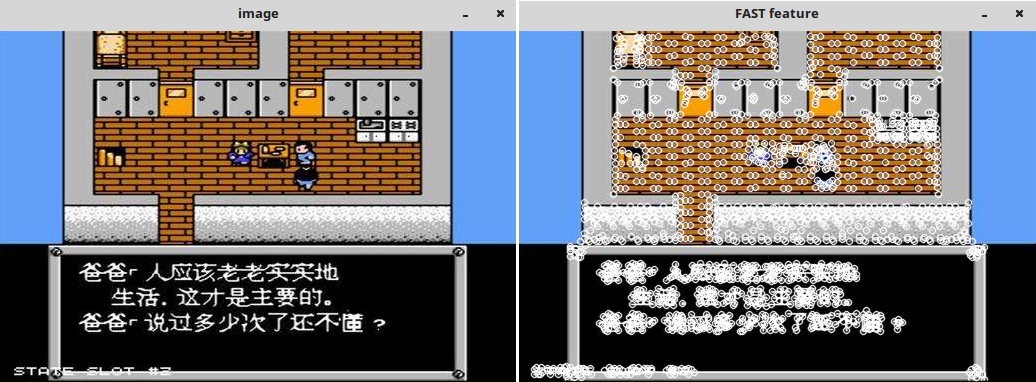 image
FAST feature
爸爸「人应该老老实实地
生活.这才是主要的。
爸爸「说过多少次了还不懂？
STATE SLOT #2